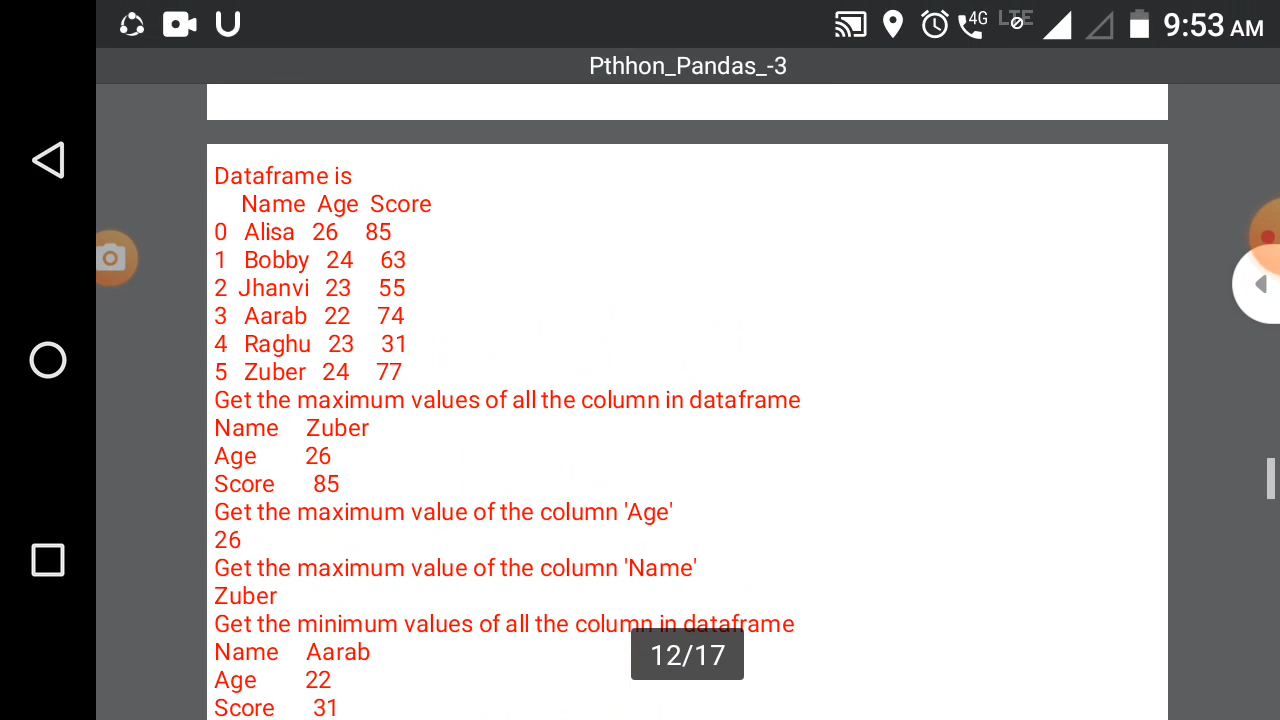 4G LTE 9:53 AM
Pthhon_Pandas_-3
Dataframe is
Name Age Score
0 Alisa 26 85
1 Bobby 24 63
2 Jhanvi 23 55
3 Aarab 22 74
4 Raghu 23 31
5 Zuber 24 77
Get the maximum values of all the column in dataframe
Name Zuber
Age 26
Score 85
Get the maximum value of the column 'Age'
26
Get the maximum value of the column 'Name'
Zuber
Get the minimum values of all the column in dataframe
Name Aarab
12/17
Age 22
Score 31